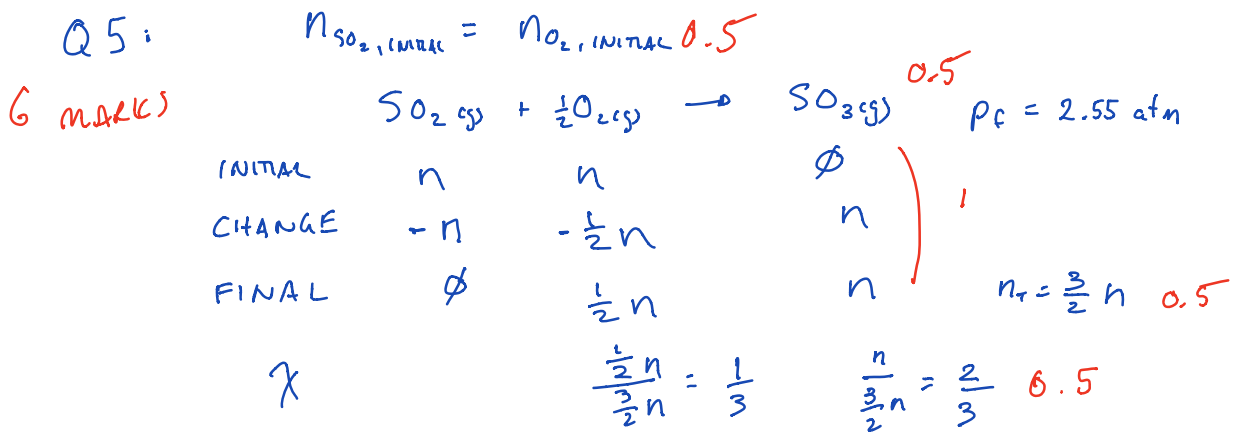 Q5: n_SO₂, INITIAL = n_O₂, INITIAL 0.5
6 MARKS SO₂(g) + ½O₂(g) → SO₃(g) 0.5 P_f = 2.55 atm
INITIAL n n ∅
CHANGE -n -½n n 1
FINAL ∅ ½n n n_T = 3/2 n 0.5
χ ½n / 3/2 n = 1/3 n / 3/2 n = 2/3 0.5